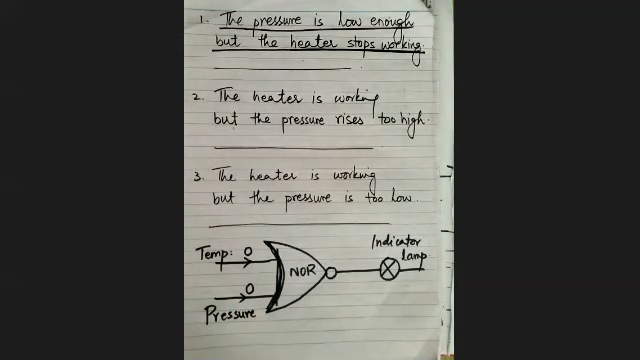 1. The pressure is low enough
but the heater stops working.
2. The heater is working
but the pressure rises too high.
3. The heater is working
but the pressure is too low.
Temp: 0
NOR
Indicator
lamp
0
Pressure